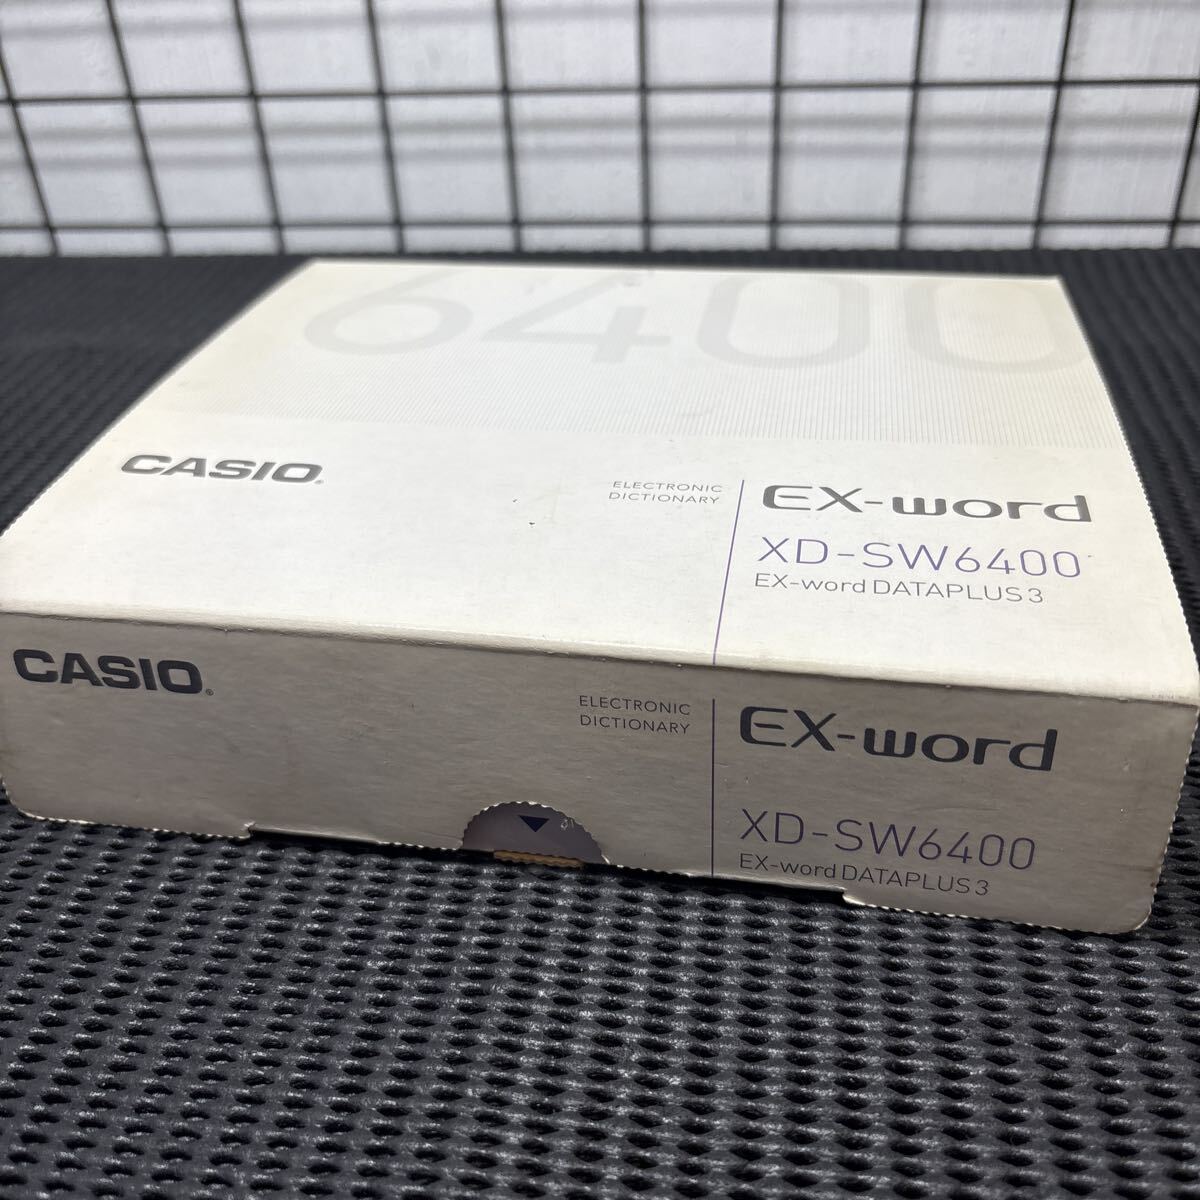 6400
CASIO
ELECTRONIC
DICTIONARY
EX-word
XD-SW6400
EX-word DATAPLUS 3
CASIO®
ELECTRONIC
DICTIONARY
EX-word
XD-SW6400
EX-word DATAPLUS 3